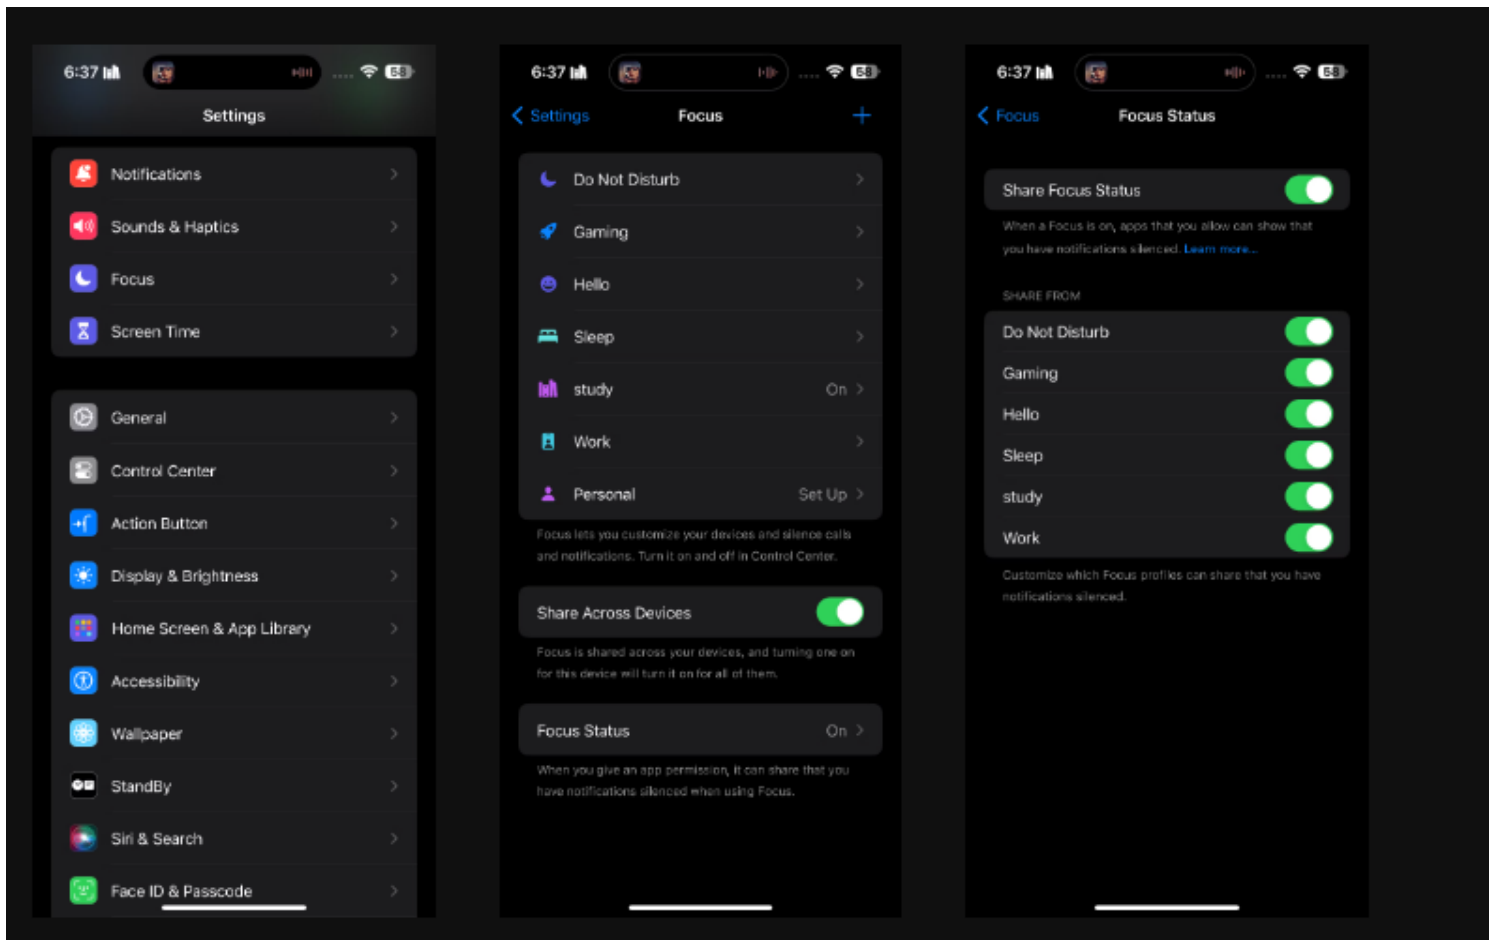 6:37
58
Settings
Notifications
Sounds & Haptics
Focus
Screen Time
General
Control Center
Action Button
Display & Brightness
Home Screen & App Library
Accessibility
Wallpaper
StandBy
Siri & Search
Face ID & Passcode
6:37
58
Settings
Focus
Do Not Disturb
Gaming
Hello
Sleep
study On
Work
Personal Set Up
Focus lets you customize your devices and silence calls
and notifications. Turn it on and off in Control Center.
Share Across Devices
Focus is shared across your devices, and turning one on
for this device will turn it on for all of them.
Focus Status On
When you give an app permission, it can share that you
have notifications silenced when using Focus.
6:37
58
Focus
Focus Status
Share Focus Status
When a Focus is on, apps that you allow can show that
you have notifications silenced. Learn more...
SHARE FROM
Do Not Disturb
Gaming
Hello
Sleep
study
Work
Customize which Focus profiles can share that you have
notifications silenced.